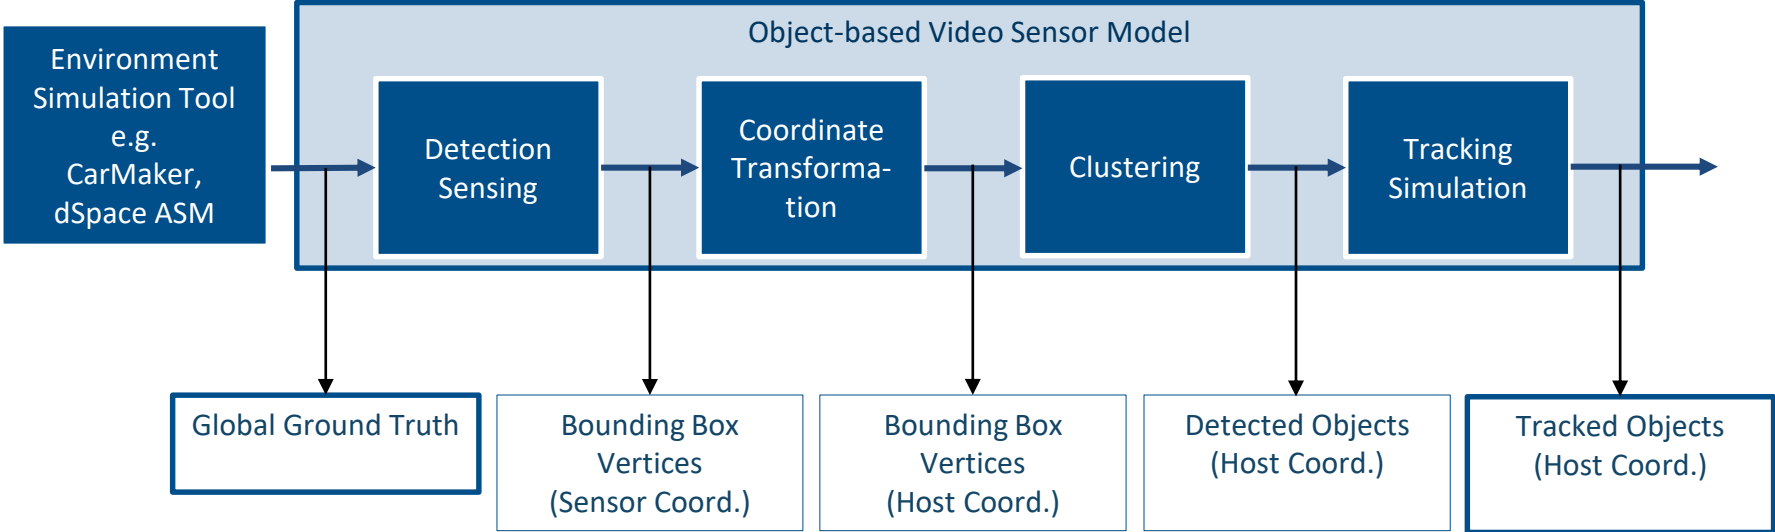 Object-based Video Sensor Model
Environment
Simulation Tool
e.g.
CarMaker,
dSpace ASM
Detection
Sensing
Coordinate
Transforma-
tion
Clustering
Tracking
Simulation
Global Ground Truth
Bounding Box
Vertices
(Sensor Coord.)
Bounding Box
Vertices
(Host Coord.)
Detected Objects
(Host Coord.)
Tracked Objects
(Host Coord.)